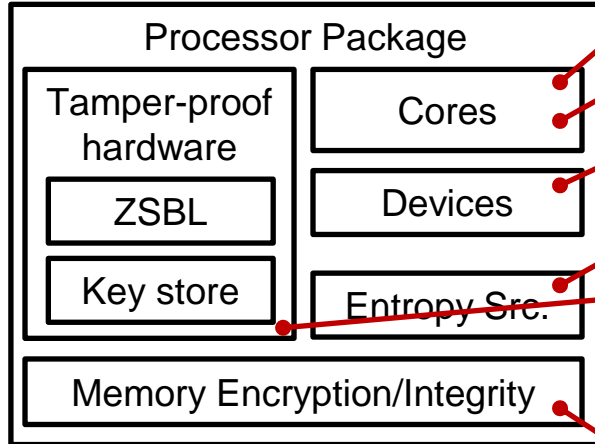 Processor Package
Tamper-proof
hardware
ZSBL
Key store
Cores
Devices
Entropy Src.
Memory Encryption/Integrity